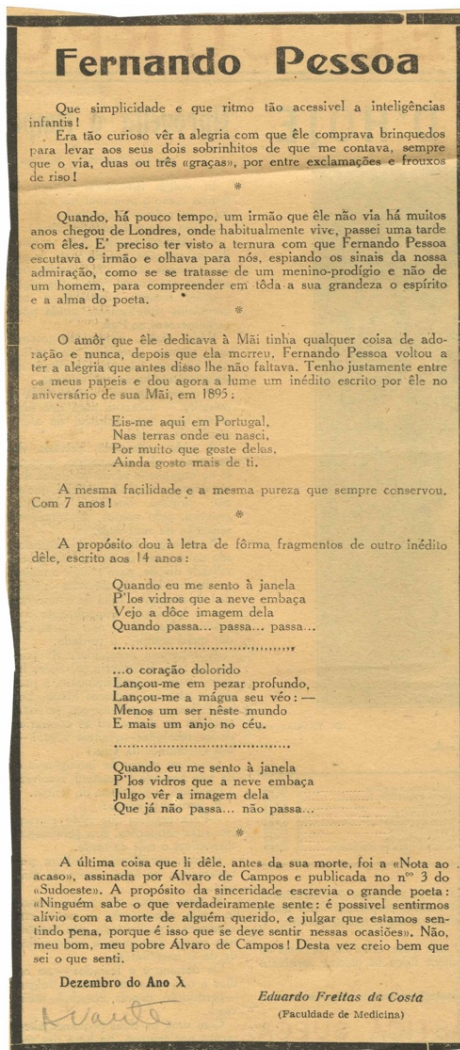 Fernando Pessoa
Que simplicidade e que ritmo tão acessivel a inteligências
infantis!
Era tão curioso vêr a alegria com que êle comprava brinquedos
para levar aos seus dois sobrinhitos de que me contava, sempre
que o via, duas ou três «graças», por entre exclamações e frouxos
de riso!
*
Quando, há pouco tempo, um irmão que êle não via há muitos
anos chegou de Londres, onde habitualmente vive, passei uma tarde
com êles. E' preciso ter visto a ternura com que Fernando Pessoa
escutava o irmão e olhava para nós, espiando os sinais da nossa
admiração, como se se tratasse de um menino-prodígio e não de
um homem, para compreender em tôda a sua grandeza o espírito
e a alma do poeta.
*
O amôr que êle dedicava à Mãi tinha qualquer coisa de ado-
ração e nunca, depois que ela morreu, Fernando Pessoa voltou a
ter a alegria que antes disso lhe não faltava. Tenho justamente entre
os meus papeis e dou agora a lume um inédito escrito por êle no
aniversário de sua Mãi, em 1895:
Eis-me aqui em Portugal,
Nas terras onde eu nasci,
Por muito que goste delas,
Ainda gosto mais de ti.
A mesma facilidade e a mesma pureza que sempre conservou.
Com 7 anos!
*
A propósito dou à letra de fôrma fragmentos de outro inédito
dêle, escrito aos 14 anos:
Quando eu me sento à janela
P'los vidros que a neve embaça
Vejo a dôce imagem dela
Quando passa... passa... passa...
........................................
...o coração dolorido
Lançou-me em pezar profundo,
Lançou-me a mágua seu véo: —
Menos um ser nêste mundo
E mais um anjo no céu.
........................................
Quando eu me sento à janela
P'los vidros que a neve embaça
Julgo vêr a imagem dela
Que já não passa... não passa...
*
A última coisa que li dêle, antes da sua morte, foi a «Nota ao
acaso», assinada por Álvaro de Campos e publicada no nº 3 do
«Sudoeste». A propósito da sinceridade escrevia o grande poeta:
«Ninguém sabe o que verdadeiramente sente: é possivel sentirmos
alívio com a morte de alguém querido, e julgar que estamos sen-
tindo pena, porque é isso que se deve sentir nessas ocasiões». Não,
meu bom, meu pobre Álvaro de Campos! Desta vez creio bem que
sei o que senti.
Dezembro do Ano X
Eduardo Freitas da Costa
(Faculdade de Medicina)
Avante